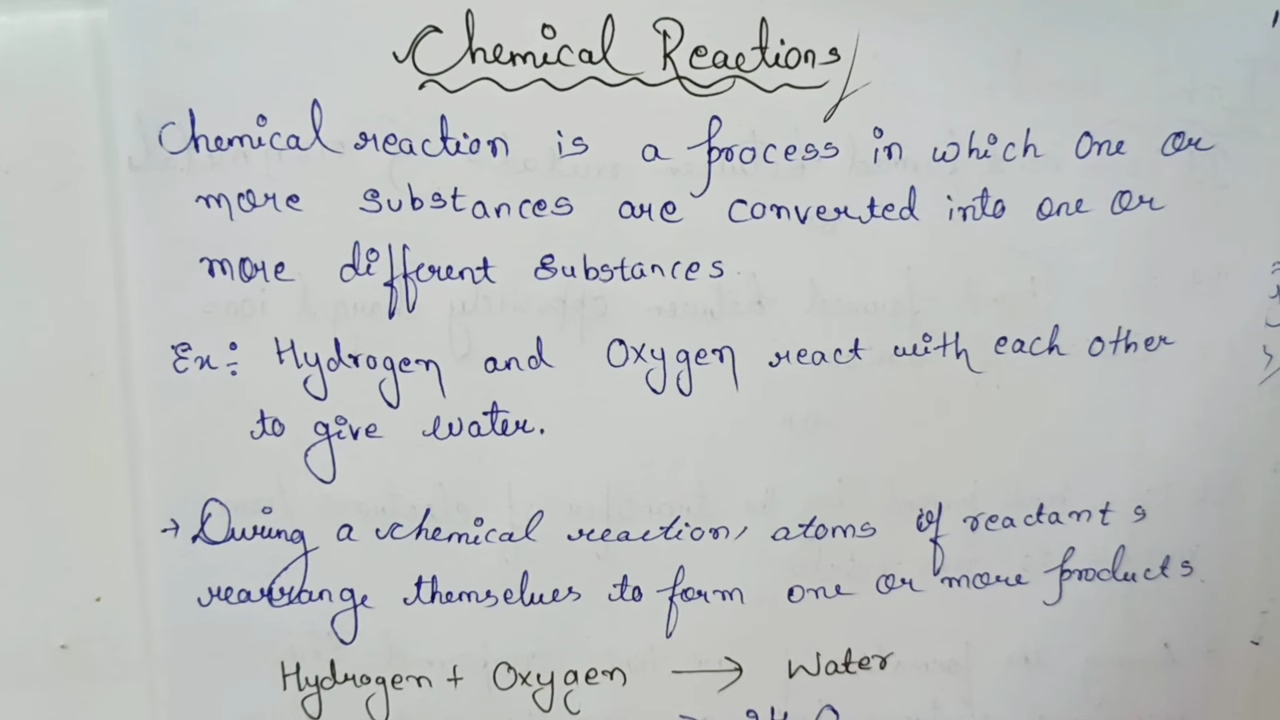 Chemical Reactions
Chemical reaction is a process in which one or
more substances are converted into one or
more different substances.
Ex: Hydrogen and Oxygen react with each other
to give water.
→ During a chemical reaction, atoms of reactants
rearrange themselves to form one or more products
Hydrogen + Oxygen → Water